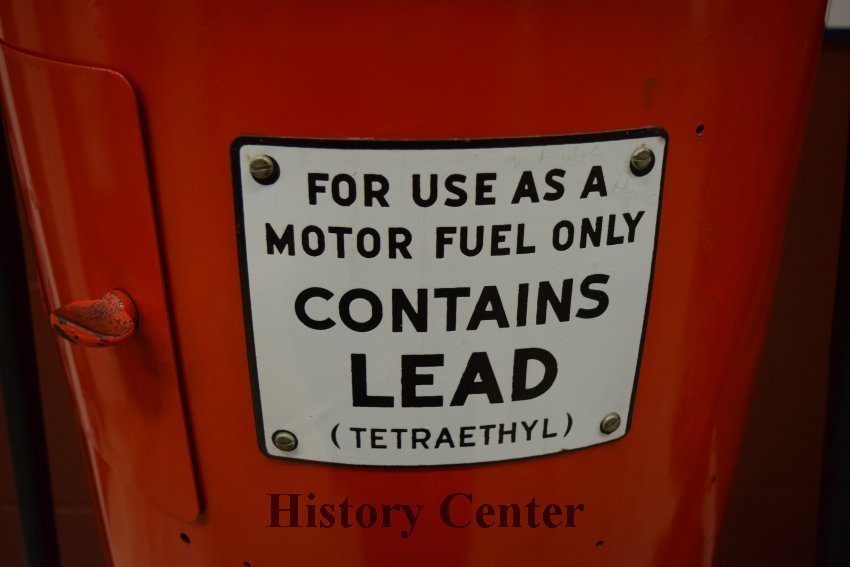 FOR USE AS A
MOTOR FUEL ONLY
CONTAINS
LEAD
(TETRAETHYL)
History Center